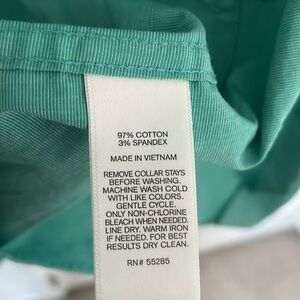 97% COTTON
3% SPANDEX
MADE IN VIETNAM
REMOVE COLLAR STAYS
BEFORE WASHING.
MACHINE WASH COLD
WITH LIKE COLORS.
GENTLE CYCLE.
ONLY NON-CHLORINE
BLEACH WHEN NEEDED.
LINE DRY. WARM IRON
IF NEEDED. FOR BEST
RESULTS DRY CLEAN.
RN# 55285